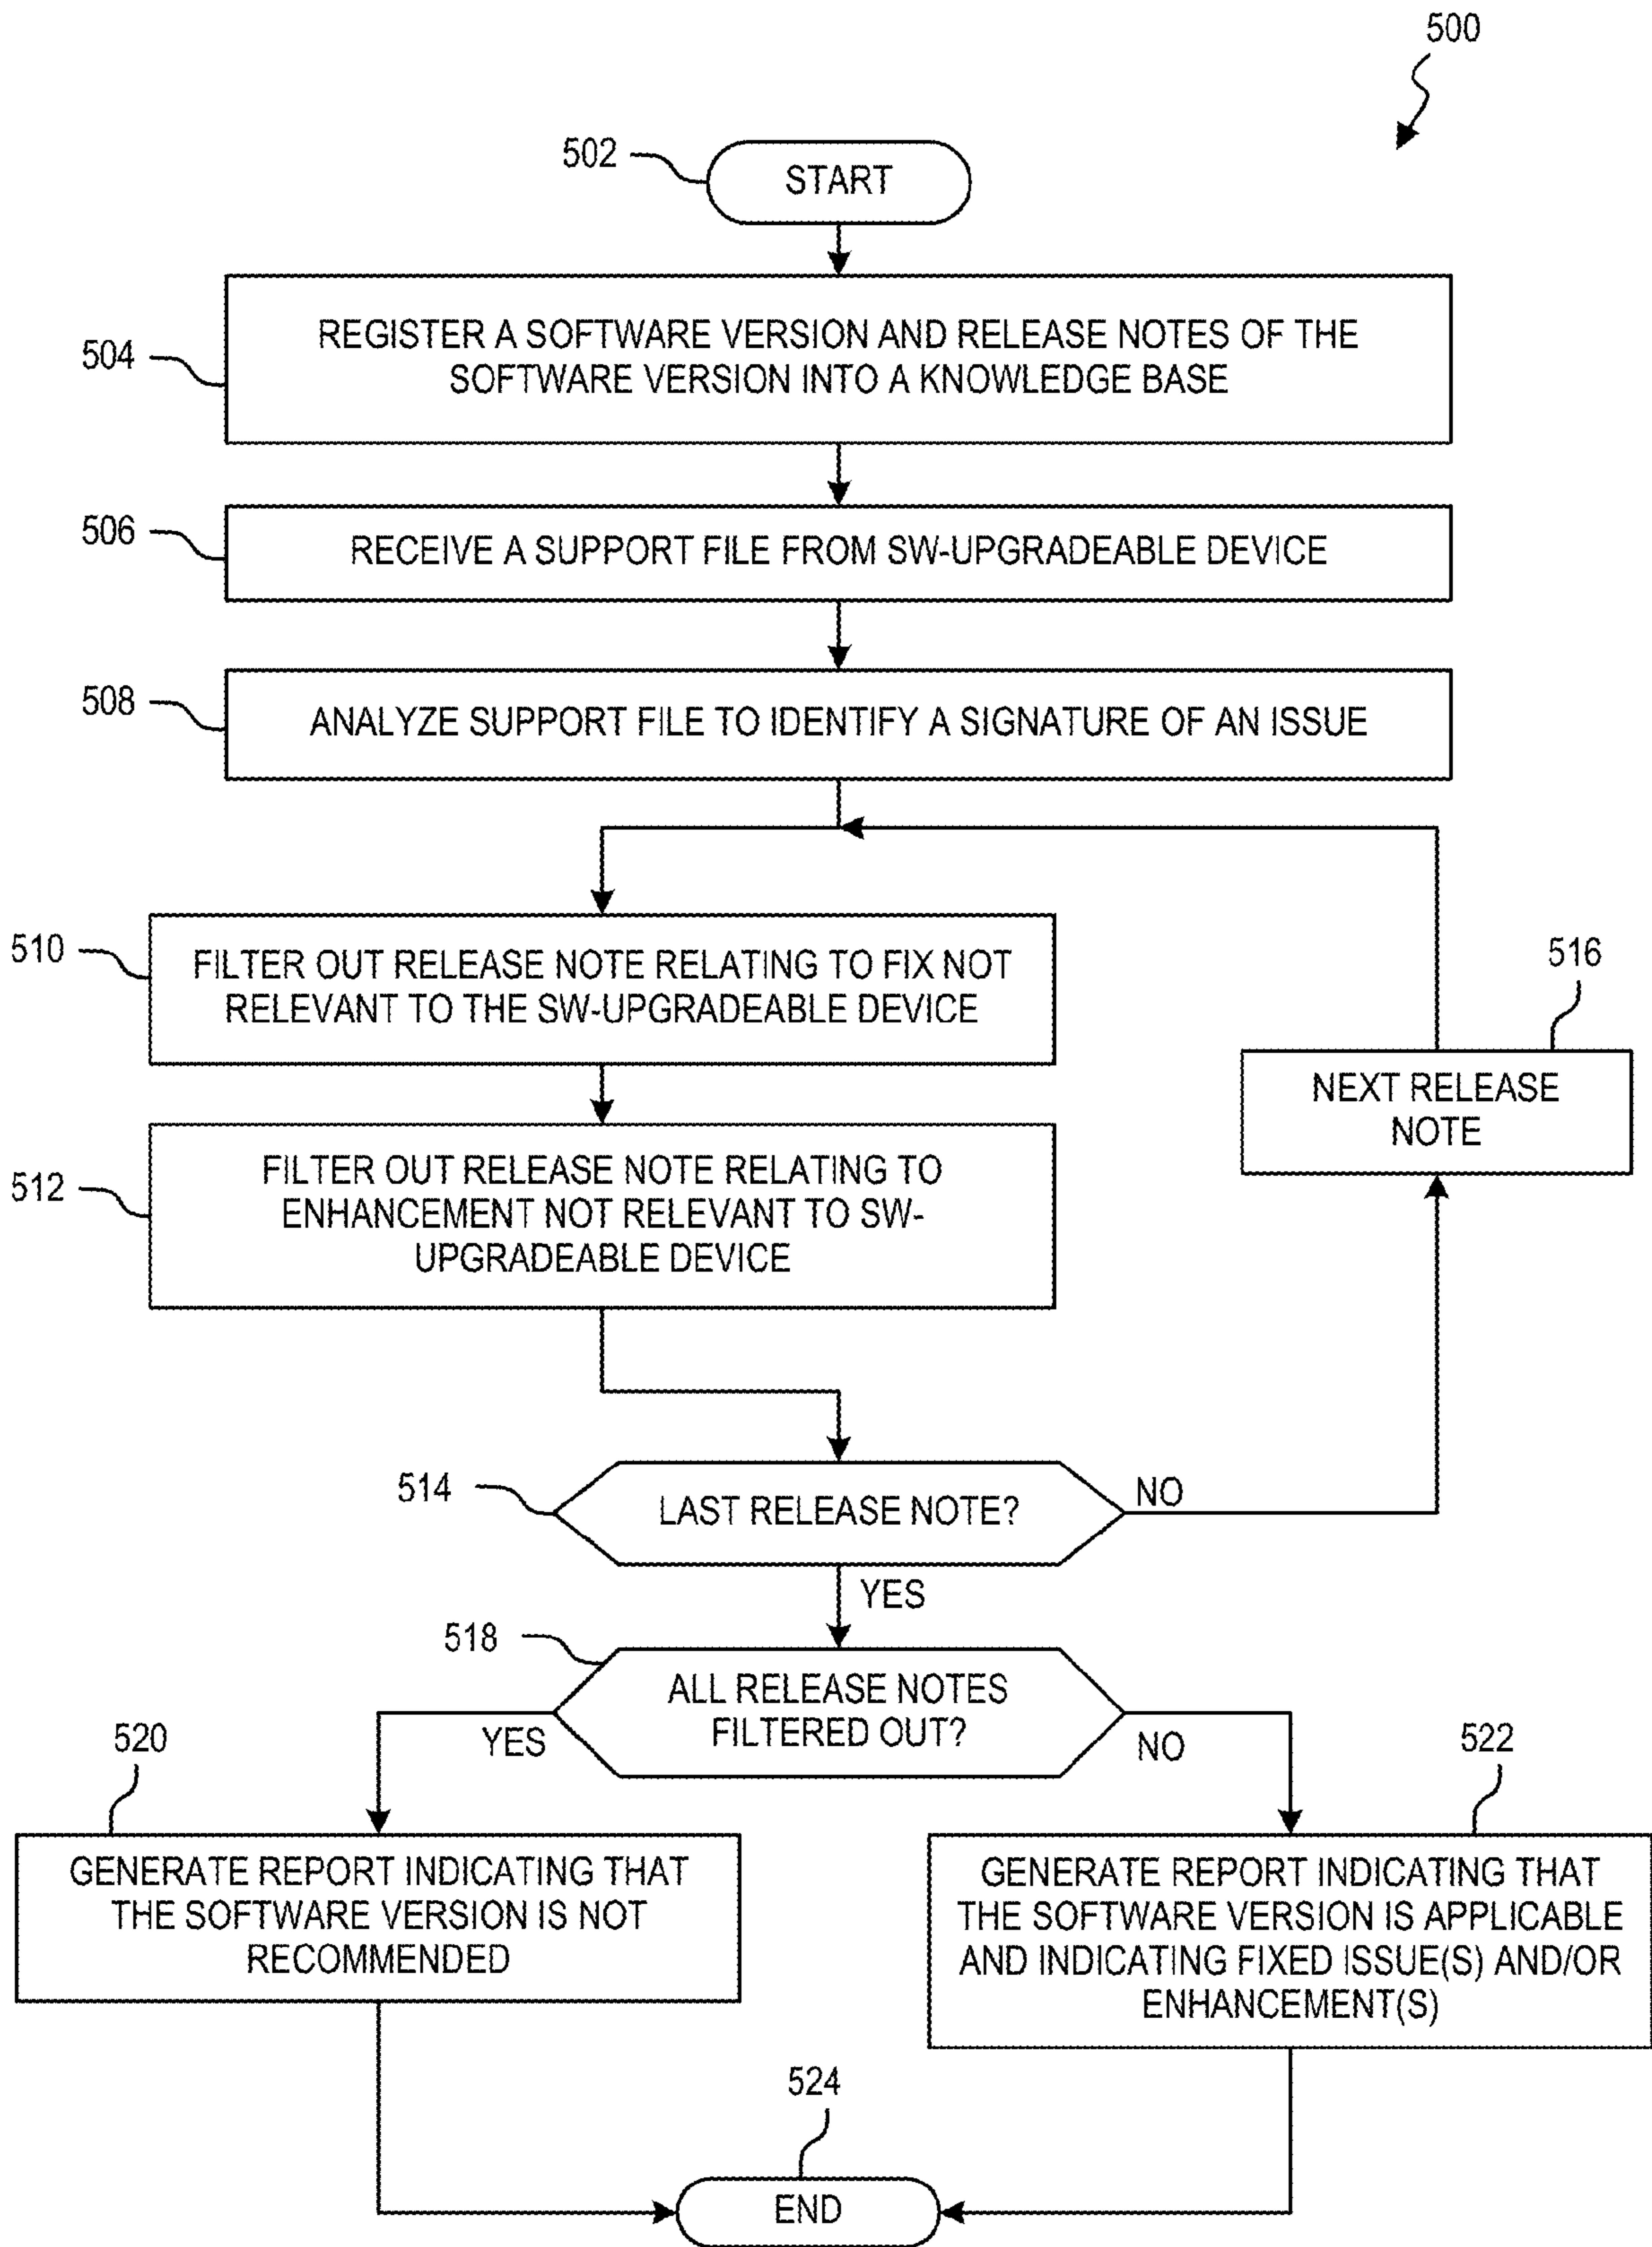 500
502
START
504
REGISTER A SOFTWARE VERSION AND RELEASE NOTES OF THE
SOFTWARE VERSION INTO A KNOWLEDGE BASE
506
RECEIVE A SUPPORT FILE FROM SW-UPGRADEABLE DEVICE
508
ANALYZE SUPPORT FILE TO IDENTIFY A SIGNATURE OF AN ISSUE
510
FILTER OUT RELEASE NOTE RELATING TO FIX NOT
RELEVANT TO THE SW-UPGRADEABLE DEVICE
516
NEXT RELEASE
NOTE
512
FILTER OUT RELEASE NOTE RELATING TO
ENHANCEMENT NOT RELEVANT TO SW-
UPGRADEABLE DEVICE
514
LAST RELEASE NOTE?
NO
YES
518
ALL RELEASE NOTES
FILTERED OUT?
YES
NO
520
GENERATE REPORT INDICATING THAT
THE SOFTWARE VERSION IS NOT
RECOMMENDED
522
GENERATE REPORT INDICATING THAT
THE SOFTWARE VERSION IS APPLICABLE
AND INDICATING FIXED ISSUE(S) AND/OR
ENHANCEMENT(S)
524
END